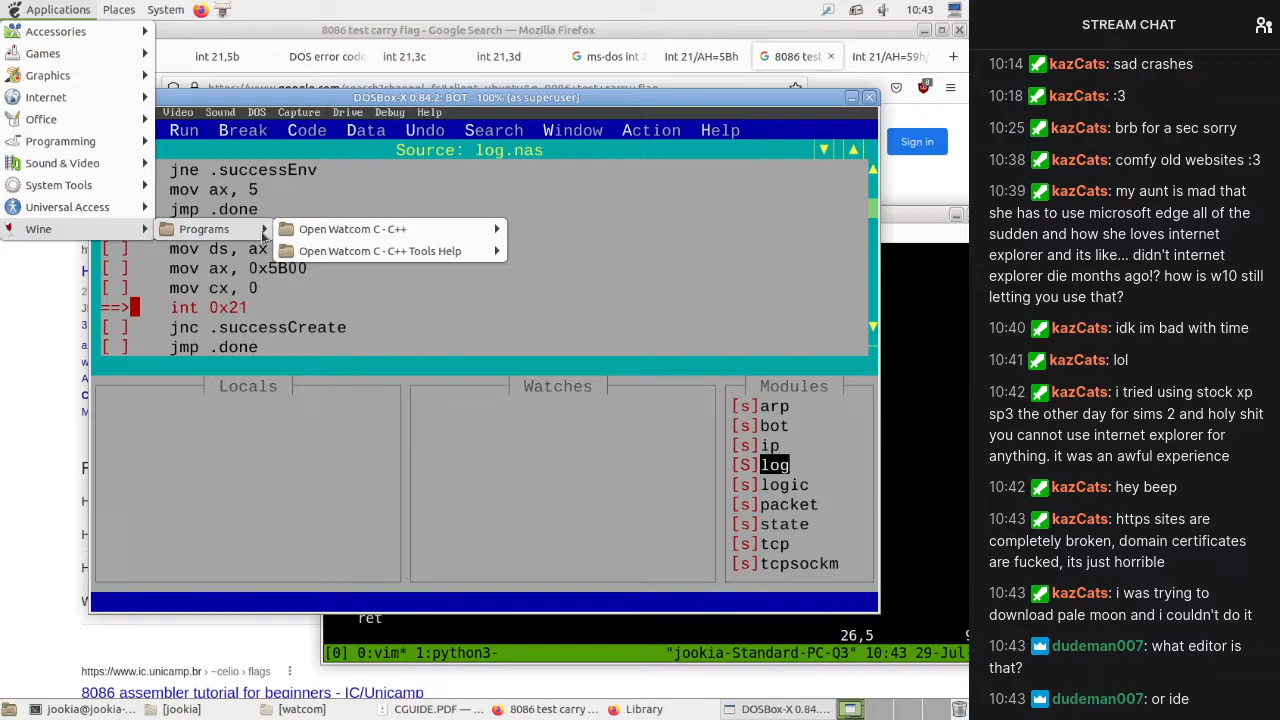 Applications Places System 10:43
8086 test carry flag - Google Search — Mozilla Firefox
int 21,5b DOS error code int 21,3c int 21,3d ms-dos int 2 Int 21/AH=5Bh 8086 test Int 21/AH=59h/
Accessories
Games
Graphics
Internet
Office
Programming
Sound & Video
System Tools
Universal Access
Wine
Programs
Open Watcom C - C++
Open Watcom C - C++ Tools Help
DOSBox-X 0.84.2: BOT - 100% (as superuser)
Video Sound DOS Capture Drive Debug Help
Run Break Code Data Undo Search Window Action Help
Source: log.nas
jne .successEnv
mov ax, 5
jmp .done
[ ] mov ds, ax
[ ] mov ax, 0x5B00
[ ] mov cx, 0
==> int 0x21
[ ] jnc .successCreate
[ ] jmp .done
Locals Watches Modules
[s]arp
[s]bot
[s]ip
[S]log
[s]logic
[s]packet
[s]state
[s]tcp
[s]tcpsockm
Sign in
ret
26,5
[0] 0:vim* 1:python3- "jookia-Standard-PC-Q3" 10:43 29-Jul-
https://www.ic.unicamp.br › ~celio › flags
8086 assembler tutorial for beginners - IC/Unicamp
jookia@jookia-... [jookia] [watcom] CGUIDE.PDF — ... 8086 test carry ... Library DOSBox-X 0.84....
STREAM CHAT
10:14 kazCats: sad crashes
10:18 kazCats: :3
10:25 kazCats: brb for a sec sorry
10:38 kazCats: comfy old websites :3
10:39 kazCats: my aunt is mad that
she has to use microsoft edge all of the
sudden and how she loves internet
explorer and its like... didn't internet
explorer die months ago!? how is w10 still
letting you use that?
10:40 kazCats: idk im bad with time
10:41 kazCats: lol
10:42 kazCats: i tried using stock xp
sp3 the other day for sims 2 and holy shit
you cannot use internet explorer for
anything. it was an awful experience
10:42 kazCats: hey beep
10:43 kazCats: https sites are
completely broken, domain certificates
are fucked, its just horrible
10:43 kazCats: i was trying to
download pale moon and i couldn't do it
10:43 dudeman007: what editor is
that?
10:43 dudeman007: or ide